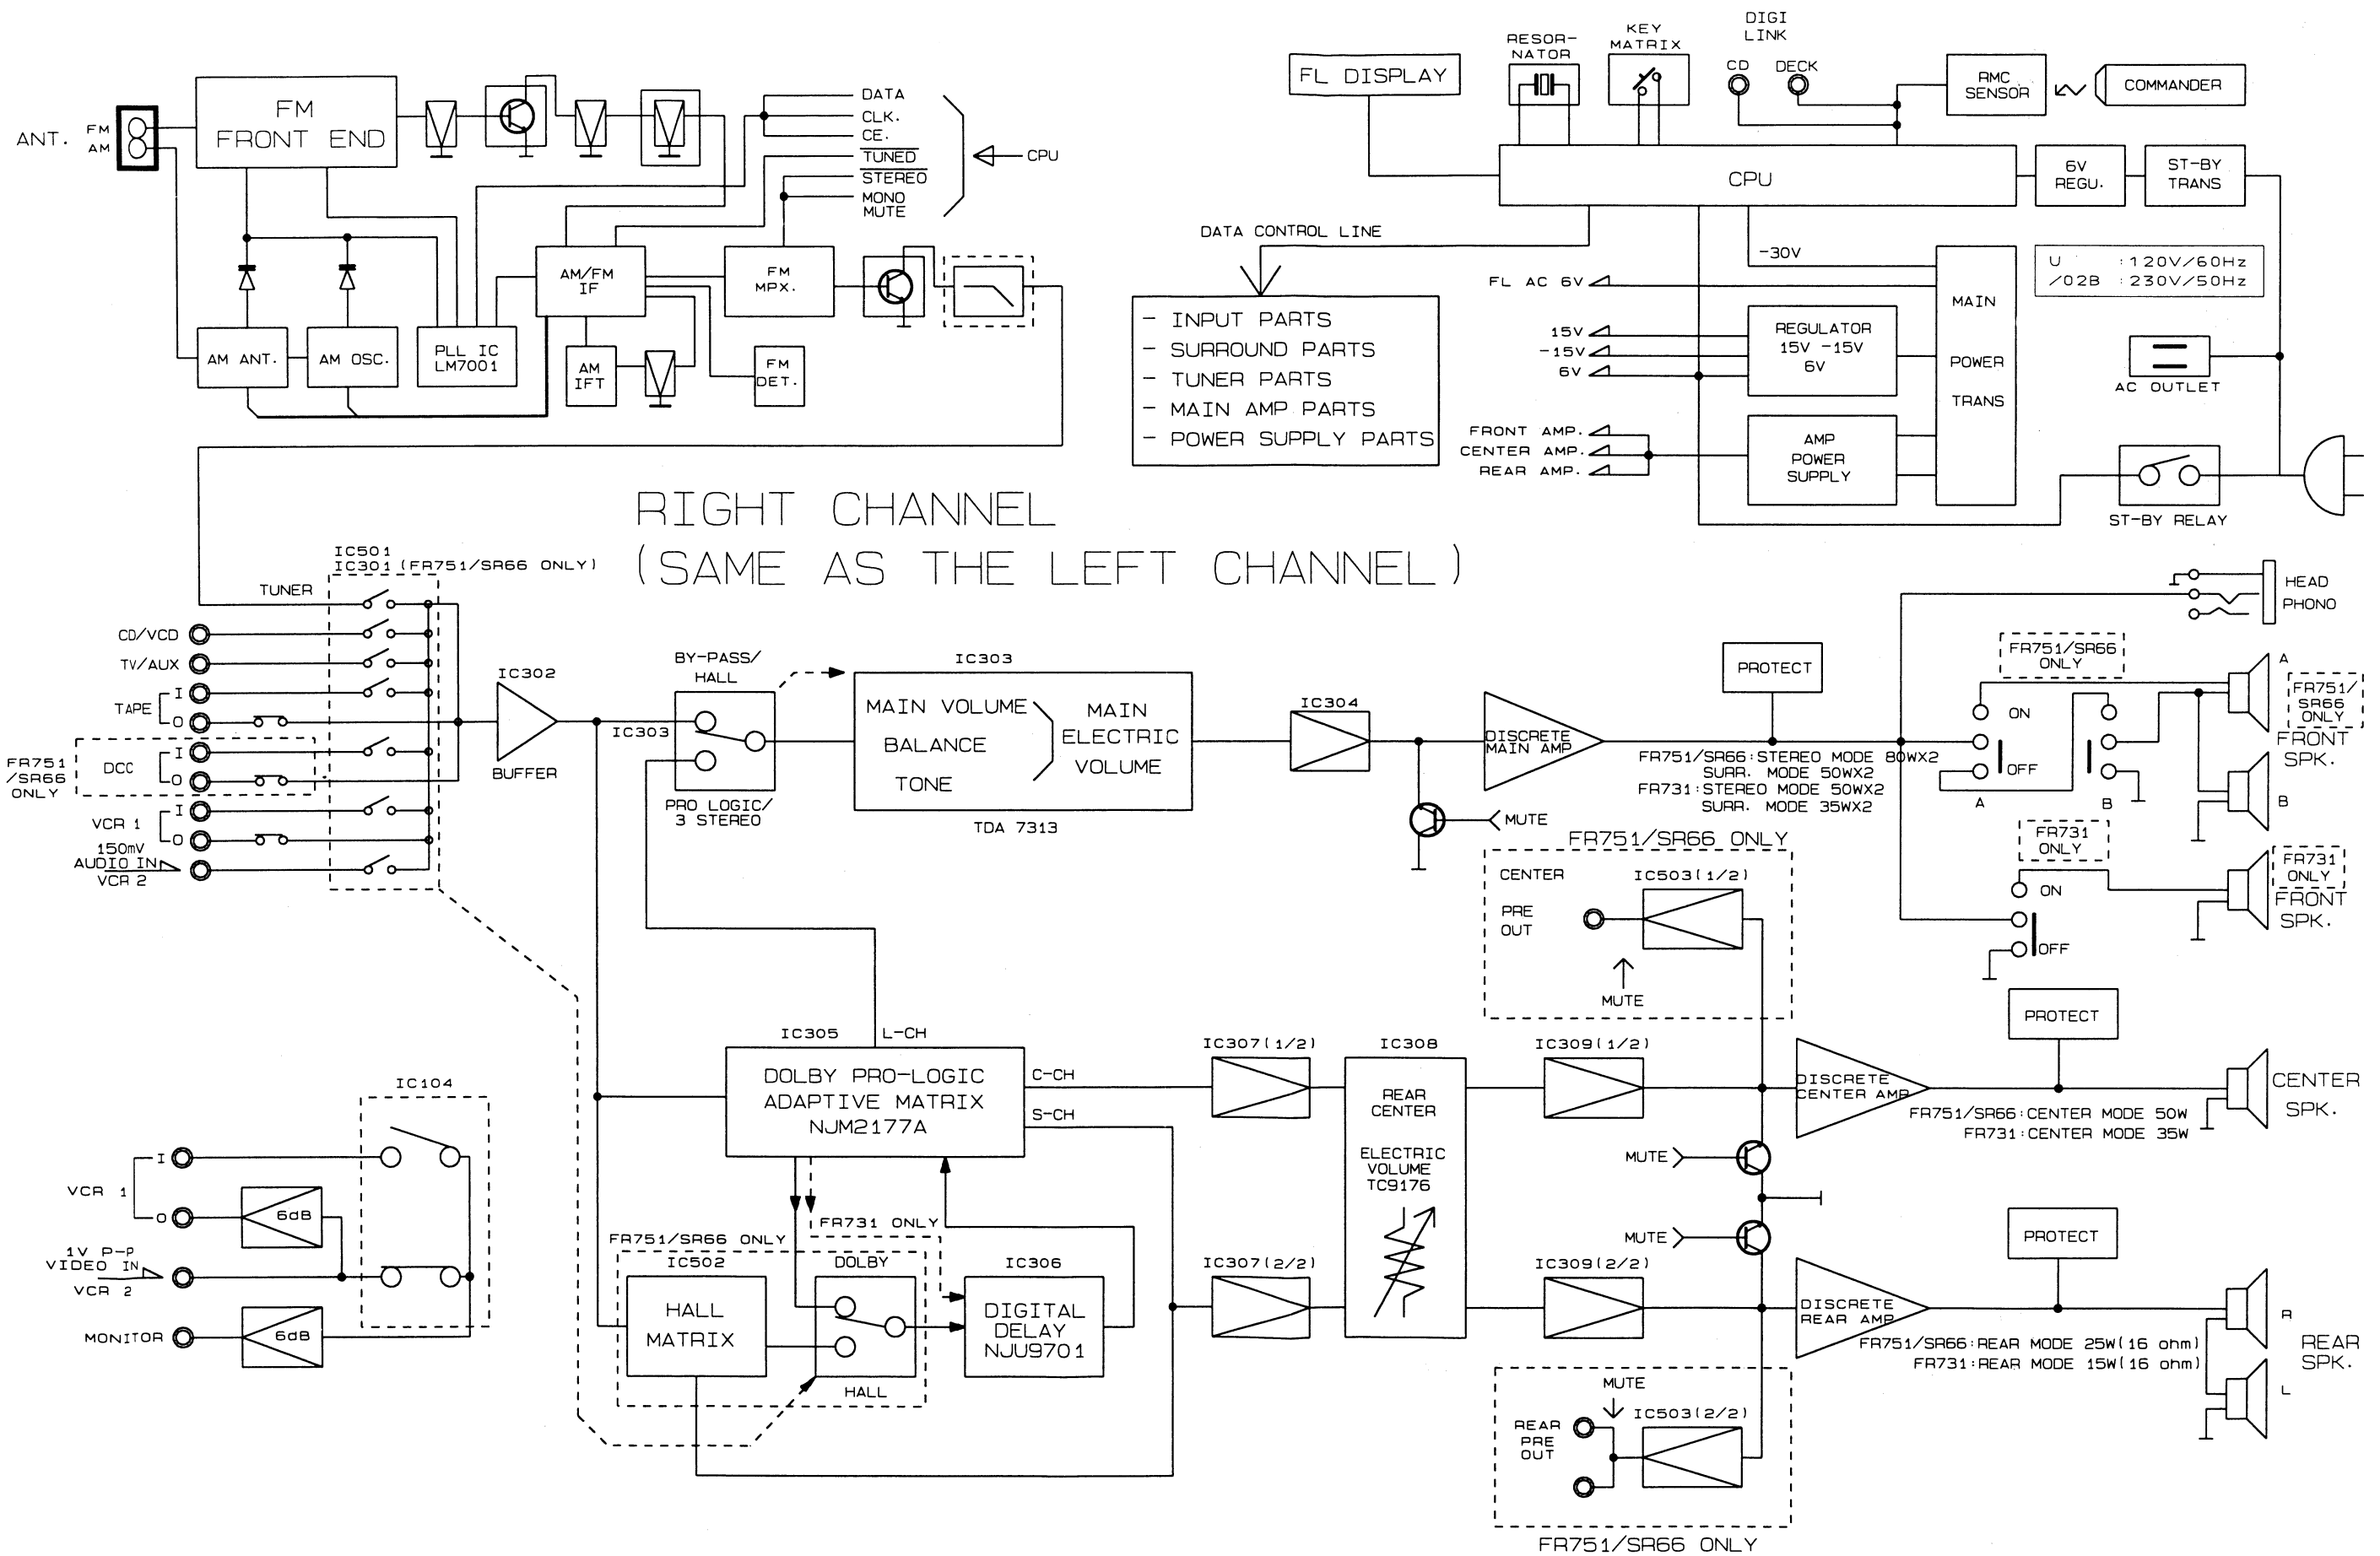 ANT.
FM
AM
FM
FRONT END
DATA
CLK.
CE.
TUNED
STEREO
MONO
MUTE
CPU
AM ANT.
AM OSC.
PLL IC
LM7001
AM/FM
IF
AM
IFT
FM
MPX.
FM
DET.
FL DISPLAY
RESOR-
NATOR
KEY
MATRIX
DIGI
LINK
CD
DECK
RMC
SENSOR
COMMANDER
CPU
6V
REGU.
ST-BY
TRANS
DATA CONTROL LINE
- INPUT PARTS
- SURROUND PARTS
- TUNER PARTS
- MAIN AMP PARTS
- POWER SUPPLY PARTS
-30V
FL AC 6V
15V
-15V
6V
REGULATOR
15V -15V
6V
FRONT AMP.
CENTER AMP.
REAR AMP.
AMP
POWER
SUPPLY
MAIN
POWER
TRANS
U :120V/60Hz
/02B :230V/50Hz
AC OUTLET
ST-BY RELAY
RIGHT CHANNEL
(SAME AS THE LEFT CHANNEL)
IC501
IC301(FR751/SR66 ONLY)
TUNER
CD/VCD
TV/AUX
TAPE
I
O
FR751
/SR66
ONLY
DCC
I
O
VCR 1
I
O
150mV
AUDIO IN
VCR 2
IC302
BUFFER
BY-PASS/
HALL
IC303
PRO LOGIC/
3 STEREO
IC303
MAIN VOLUME
BALANCE
TONE
MAIN
ELECTRIC
VOLUME
TDA 7313
IC304
DISCRETE
MAIN AMP
MUTE
PROTECT
FR751/SR66:STEREO MODE 80WX2
SURR. MODE 50WX2
FR731:STEREO MODE 50WX2
SURR. MODE 35WX2
HEAD
PHONO
FR751/SR66
ONLY
ON
OFF
A
B
A
FR751/
SR66
ONLY
FRONT
SPK.
B
FR731
ONLY
ON
OFF
FR731
ONLY
FRONT
SPK.
FR751/SR66 ONLY
CENTER
PRE
OUT
IC503(1/2)
MUTE
IC305
L-CH
DOLBY PRO-LOGIC
ADAPTIVE MATRIX
NJM2177A
C-CH
S-CH
IC307(1/2)
IC308
REAR
CENTER
ELECTRIC
VOLUME
TC9176
IC309(1/2)
DISCRETE
CENTER AMP
PROTECT
FR751/SR66:CENTER MODE 50W
FR731:CENTER MODE 35W
CENTER
SPK.
MUTE
MUTE
IC104
VCR 1
I
O
6dB
1V P-P
VIDEO IN
VCR 2
MONITOR
6dB
FR731 ONLY
FR751/SR66 ONLY
IC502
HALL
MATRIX
DOLBY
HALL
IC306
DIGITAL
DELAY
NJU9701
IC307(2/2)
IC309(2/2)
DISCRETE
REAR AMP
PROTECT
FR751/SR66:REAR MODE 25W(16 ohm)
FR731:REAR MODE 15W(16 ohm)
R
L
REAR
SPK.
MUTE
REAR
PRE
OUT
IC503(2/2)
FR751/SR66 ONLY